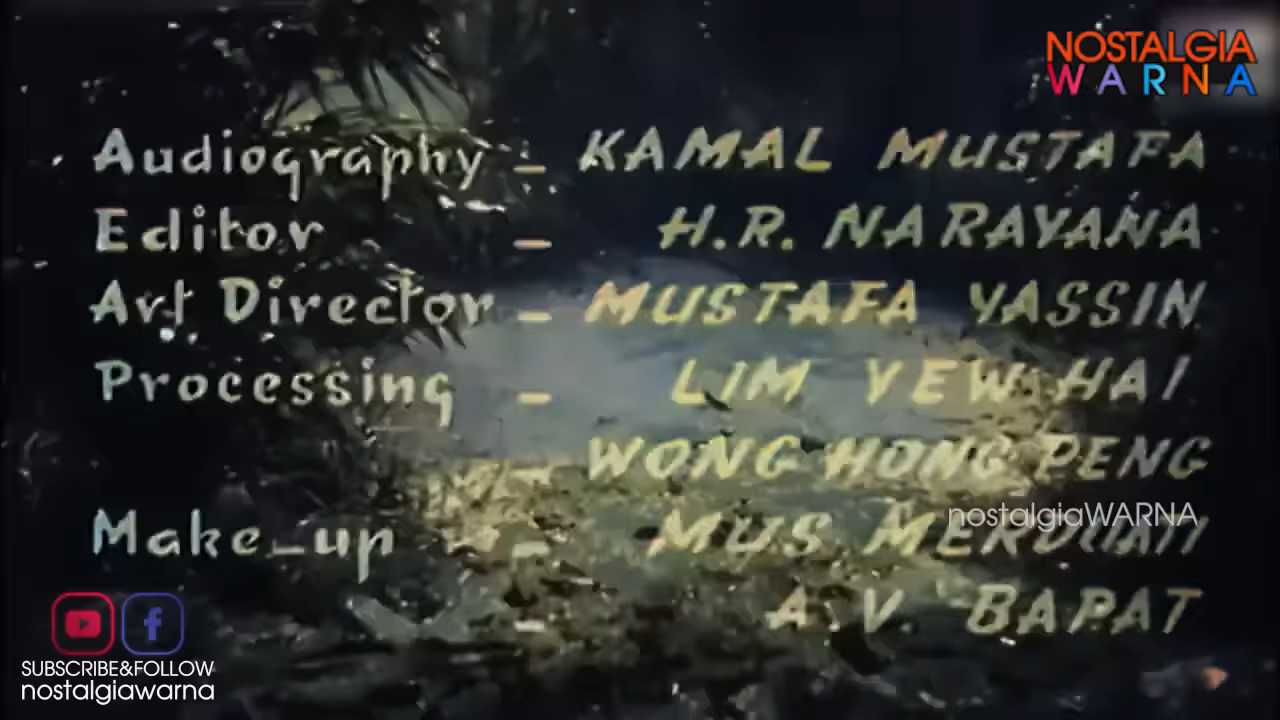 NOSTALGIA
WARNA
Audiography - KAMAL MUSTAFA
Editor - H.R. NARAYANA
Art Director - MUSTAFA YASSIN
Processing - LIM YEW HAI
- WONG HONG PENG
nostalgiaWARNA
Make-up - MUS
- A.V. BAPAT
SUBSCRIBE&FOLLOW
nostalgiawarna